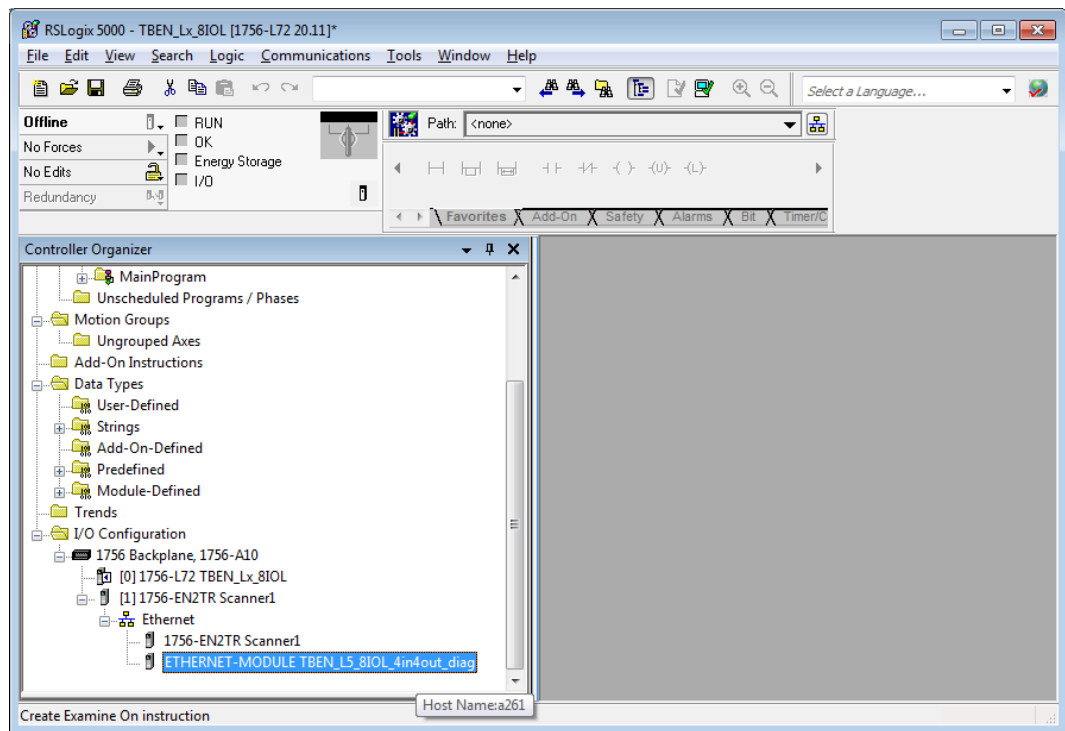 RSLogix 5000 - TBEN_Lx_8IOL [1756-L72 20.11]*
File Edit View Search Logic Communications Tools Window Help
Select a Language...
Offline
RUN
No Forces
OK
No Edits
Energy Storage
Redundancy
I/O
Path: <none>
Favorites Add-On Safety Alarms Bit Timer/C
Controller Organizer
MainProgram
Unscheduled Programs / Phases
Motion Groups
Ungrouped Axes
Add-On Instructions
Data Types
User-Defined
Strings
Add-On-Defined
Predefined
Module-Defined
Trends
I/O Configuration
1756 Backplane, 1756-A10
[0] 1756-L72 TBEN_Lx_8IOL
[1] 1756-EN2TR Scanner1
Ethernet
1756-EN2TR Scanner1
ETHERNET-MODULE TBEN_L5_8IOL_4in4out_diag
Host Name:a261
Create Examine On instruction